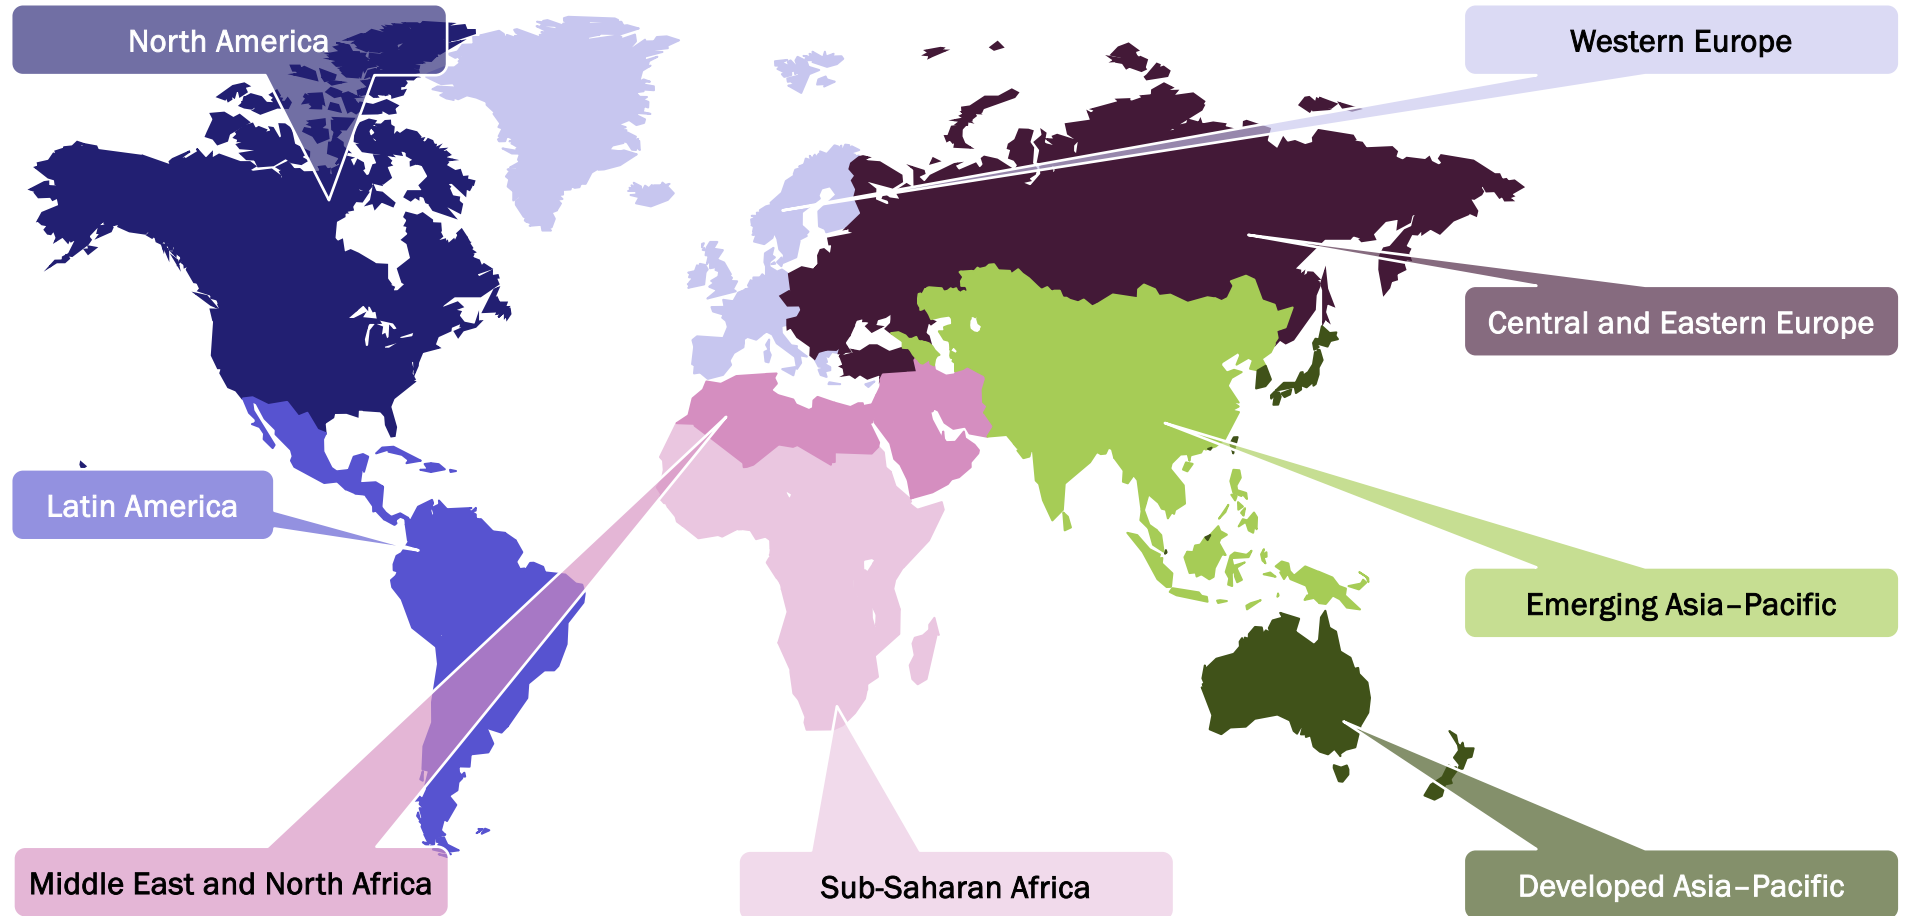 North America
Western Europe
Central and Eastern Europe
Latin America
Emerging Asia–Pacific
Middle East and North Africa
Sub-Saharan Africa
Developed Asia–Pacific